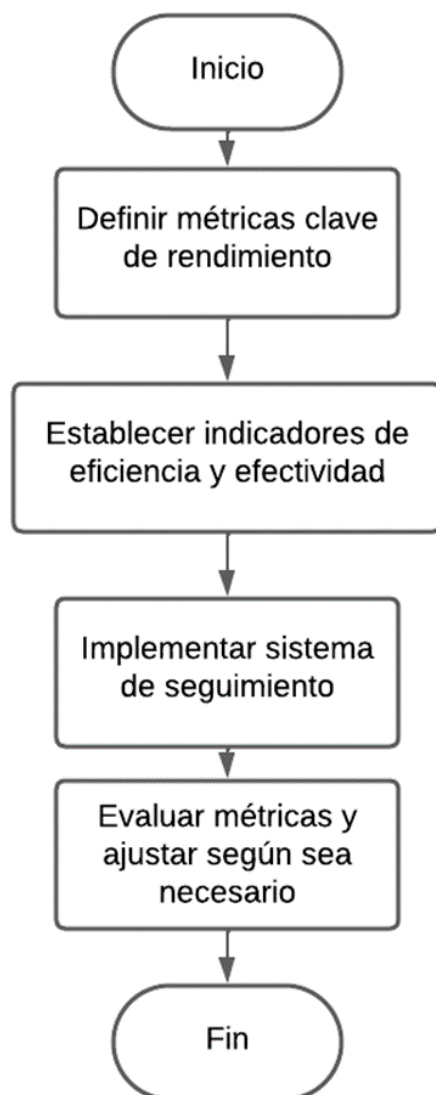 Inicio
Definir métricas clave
de rendimiento
Establecer indicadores de
eficiencia y efectividad
Implementar sistema
de seguimiento
Evaluar métricas y
ajustar según sea
necesario
Fin